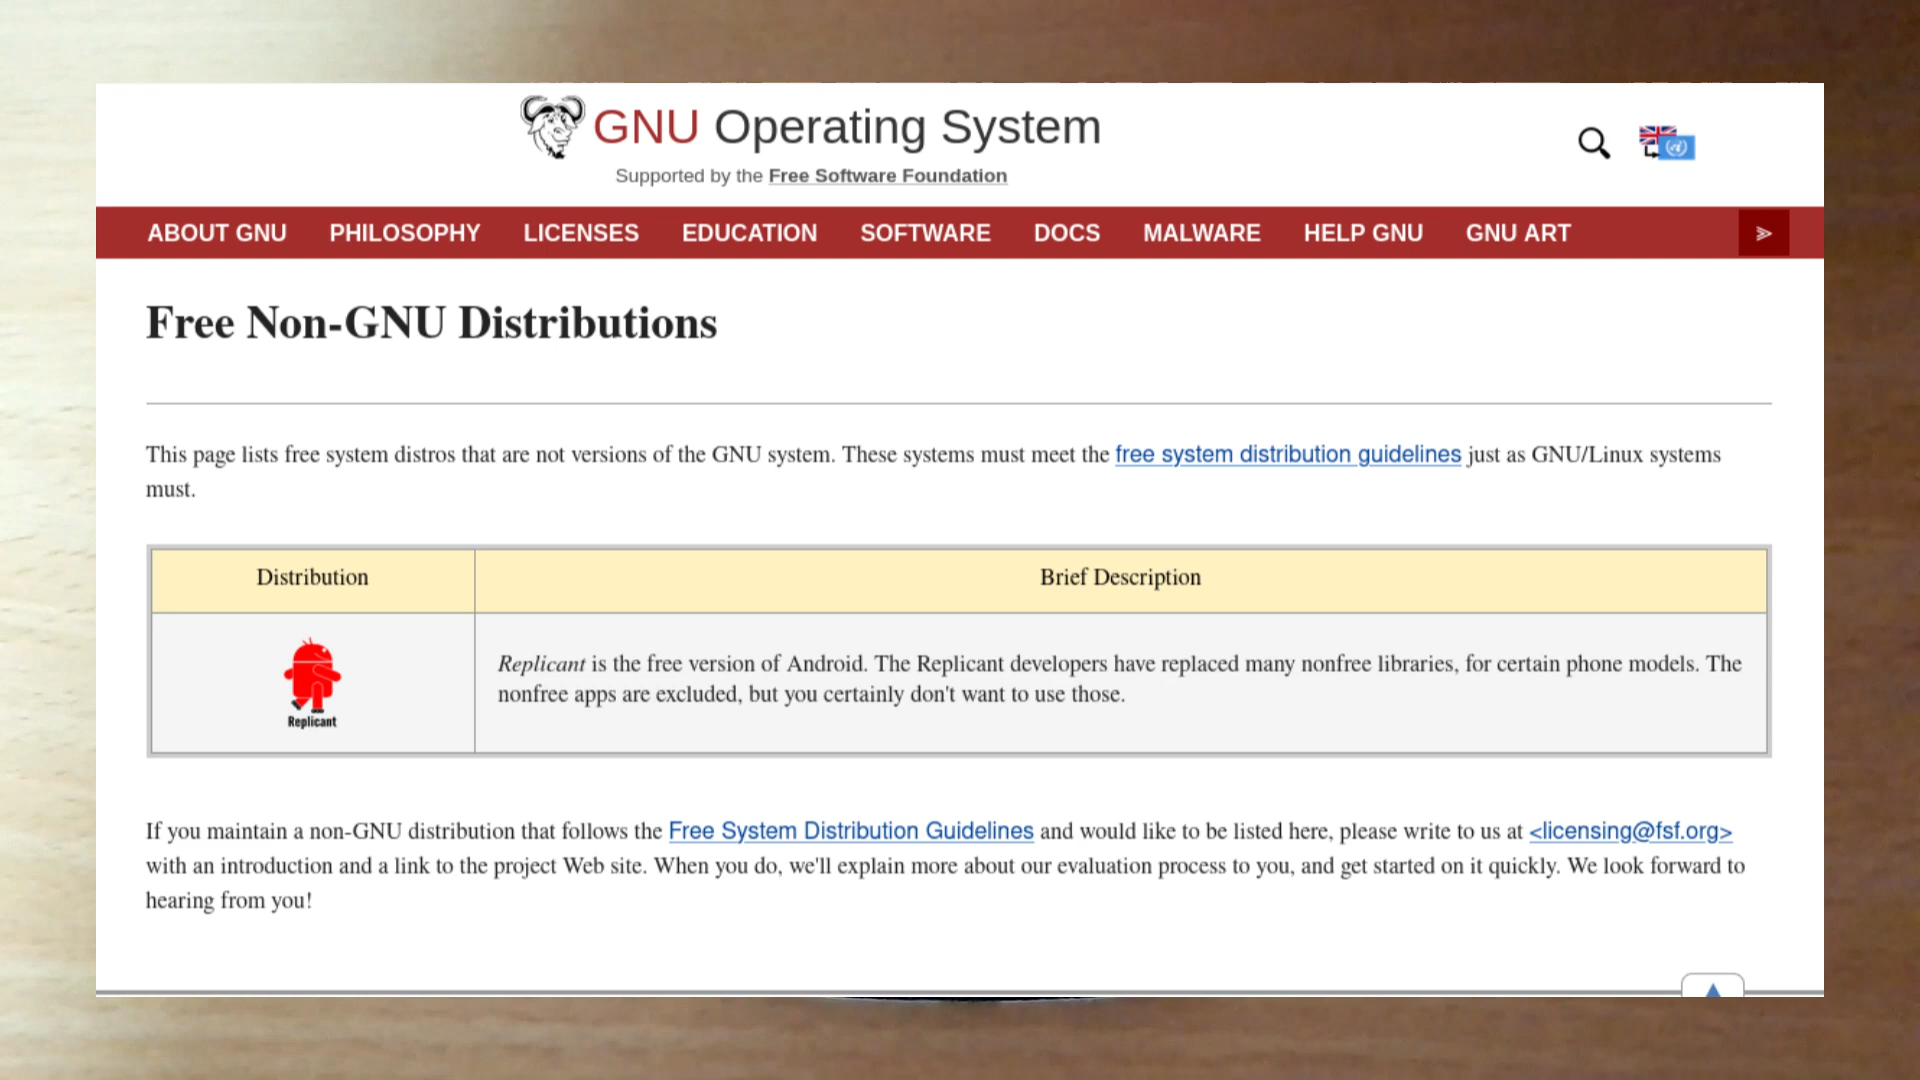 GNU Operating System
Supported by the Free Software Foundation
ABOUT GNU PHILOSOPHY LICENSES EDUCATION SOFTWARE DOCS MALWARE HELP GNU GNU ART
Free Non-GNU Distributions
This page lists free system distros that are not versions of the GNU system. These systems must meet the free system distribution guidelines just as GNU/Linux systems
must.
Distribution Brief Description
Replicant is the free version of Android. The Replicant developers have replaced many nonfree libraries, for certain phone models. The
nonfree apps are excluded, but you certainly don't want to use those.
Replicant
If you maintain a non-GNU distribution that follows the Free System Distribution Guidelines and would like to be listed here, please write to us at <licensing@fsf.org>
with an introduction and a link to the project Web site. When you do, we'll explain more about our evaluation process to you, and get started on it quickly. We look forward to
hearing from you!